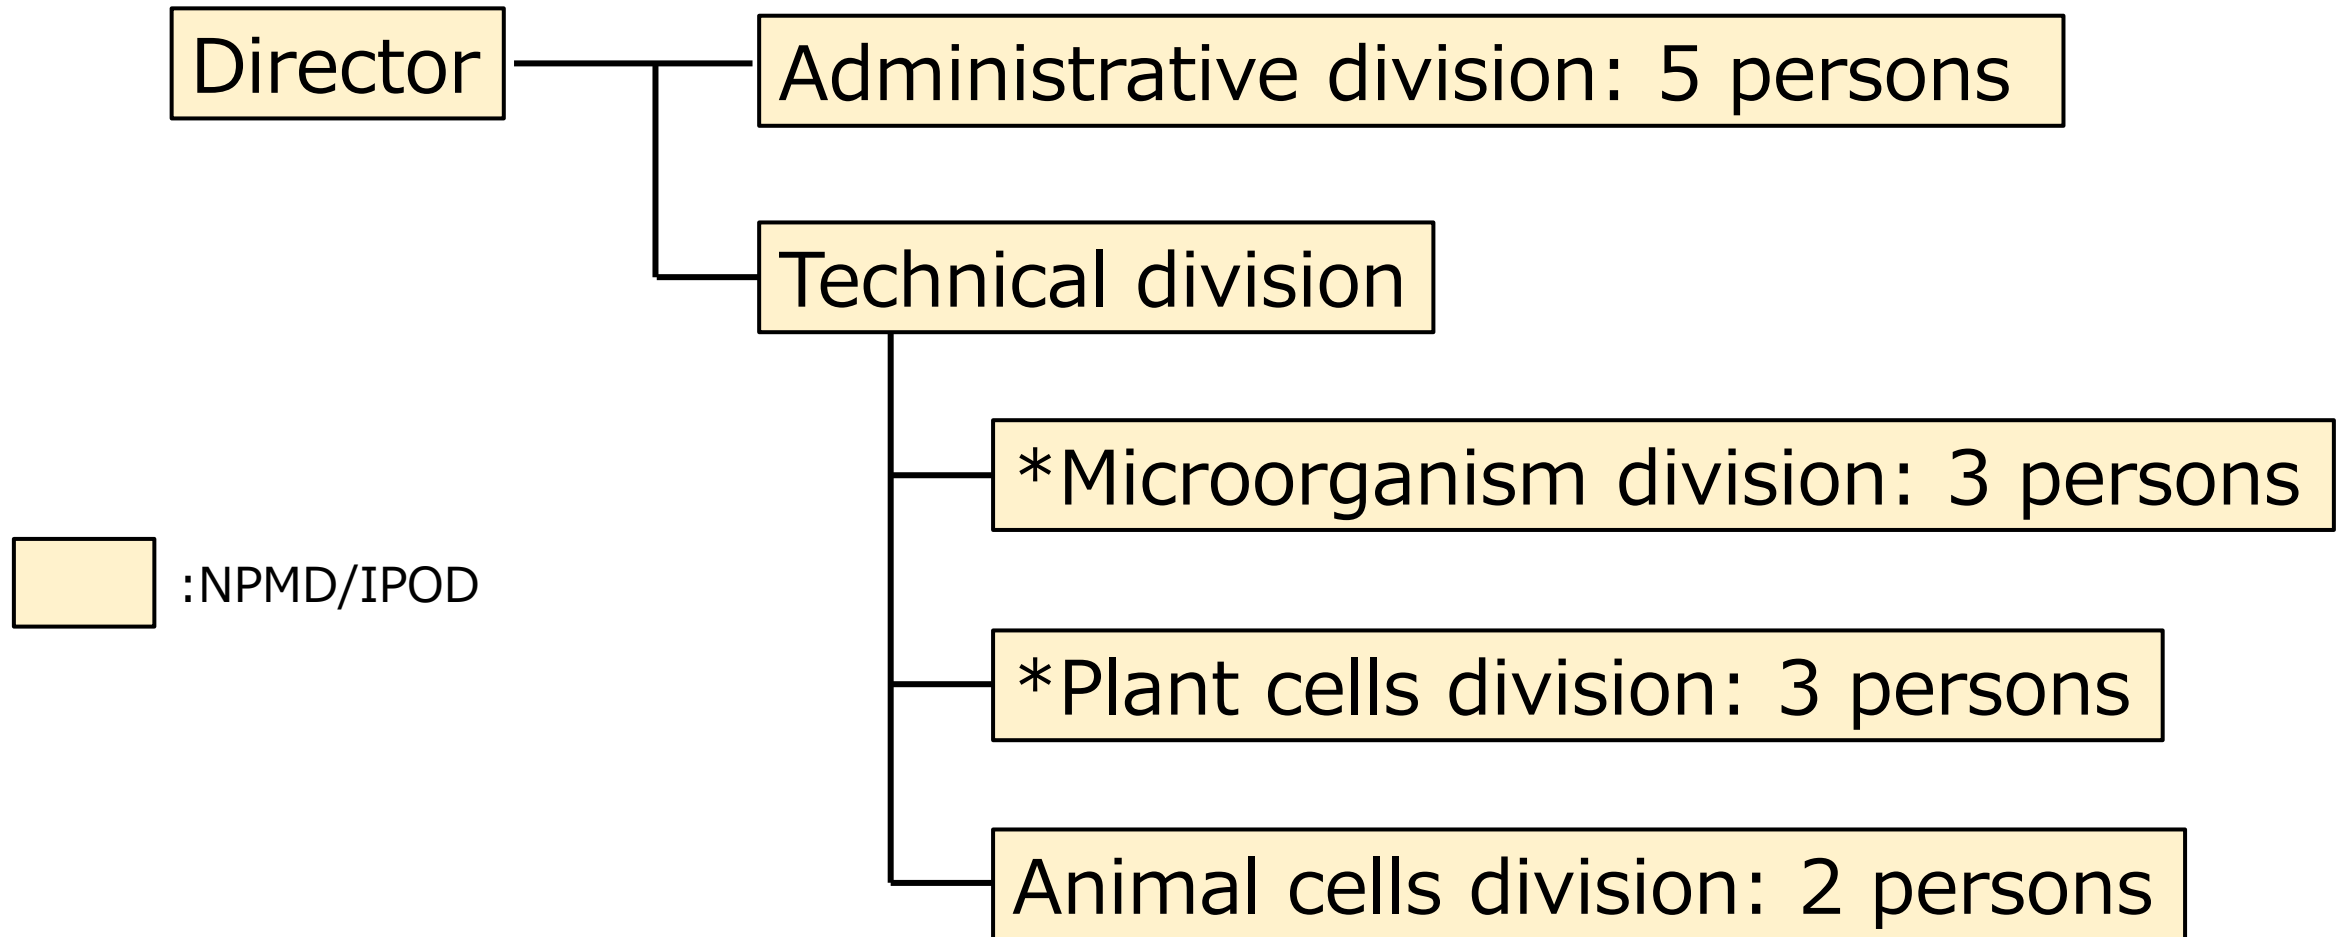 Director
Administrative division: 5 persons
Technical division
*Microorganism division: 3 persons
:NPMD/IPOD
*Plant cells division: 3 persons
Animal cells division: 2 persons